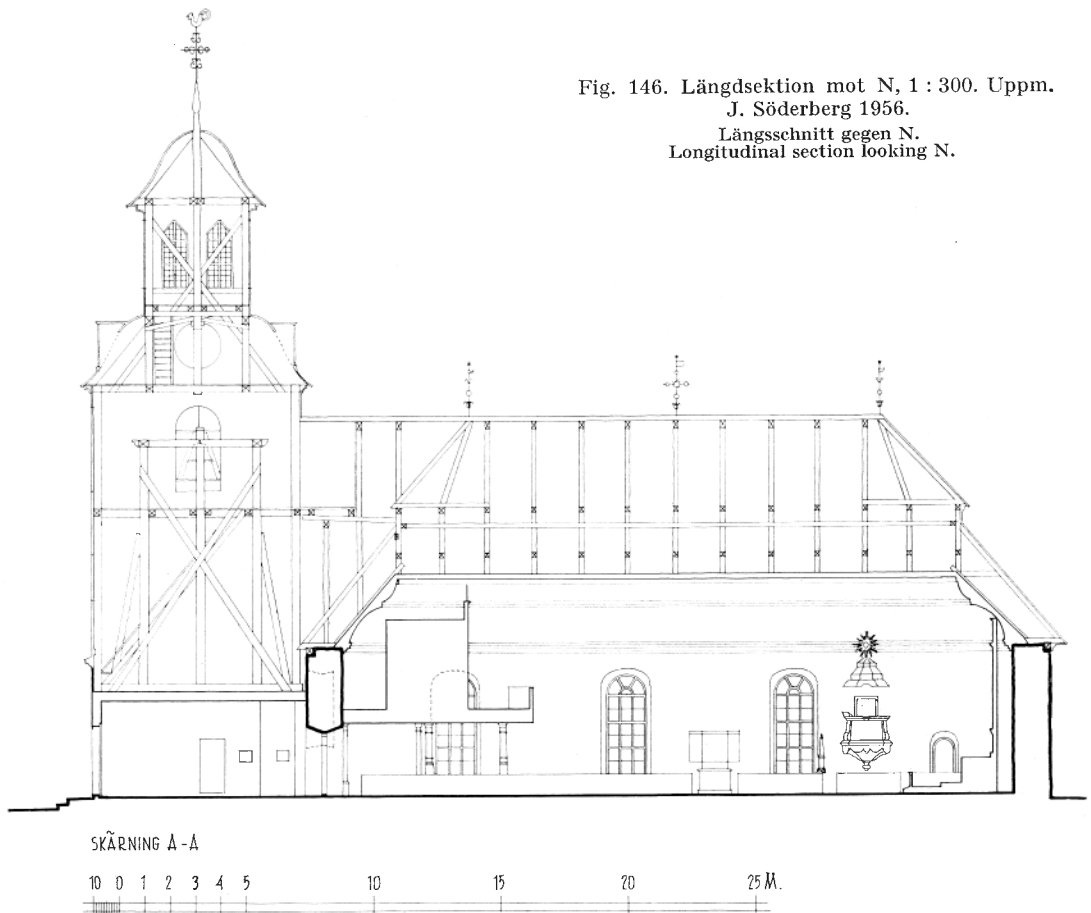 Fig. 146. Längdsektion mot N, 1 : 300. Uppm.
J. Söderberg 1956.
Längsschnitt gegen N.
Longitudinal section looking N.
SKÄRNING A-A
10 0 1 2 3 4 5 10 15 20 25 M.